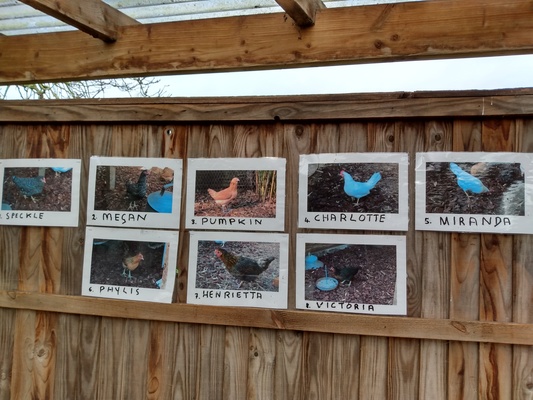 SPECKLE
2. MEGAN
3. PUMPKIN
4. CHARLOTTE
5. MIRANDA
6. PHYLIS
7. HENRIETTA
8. VICTORIA